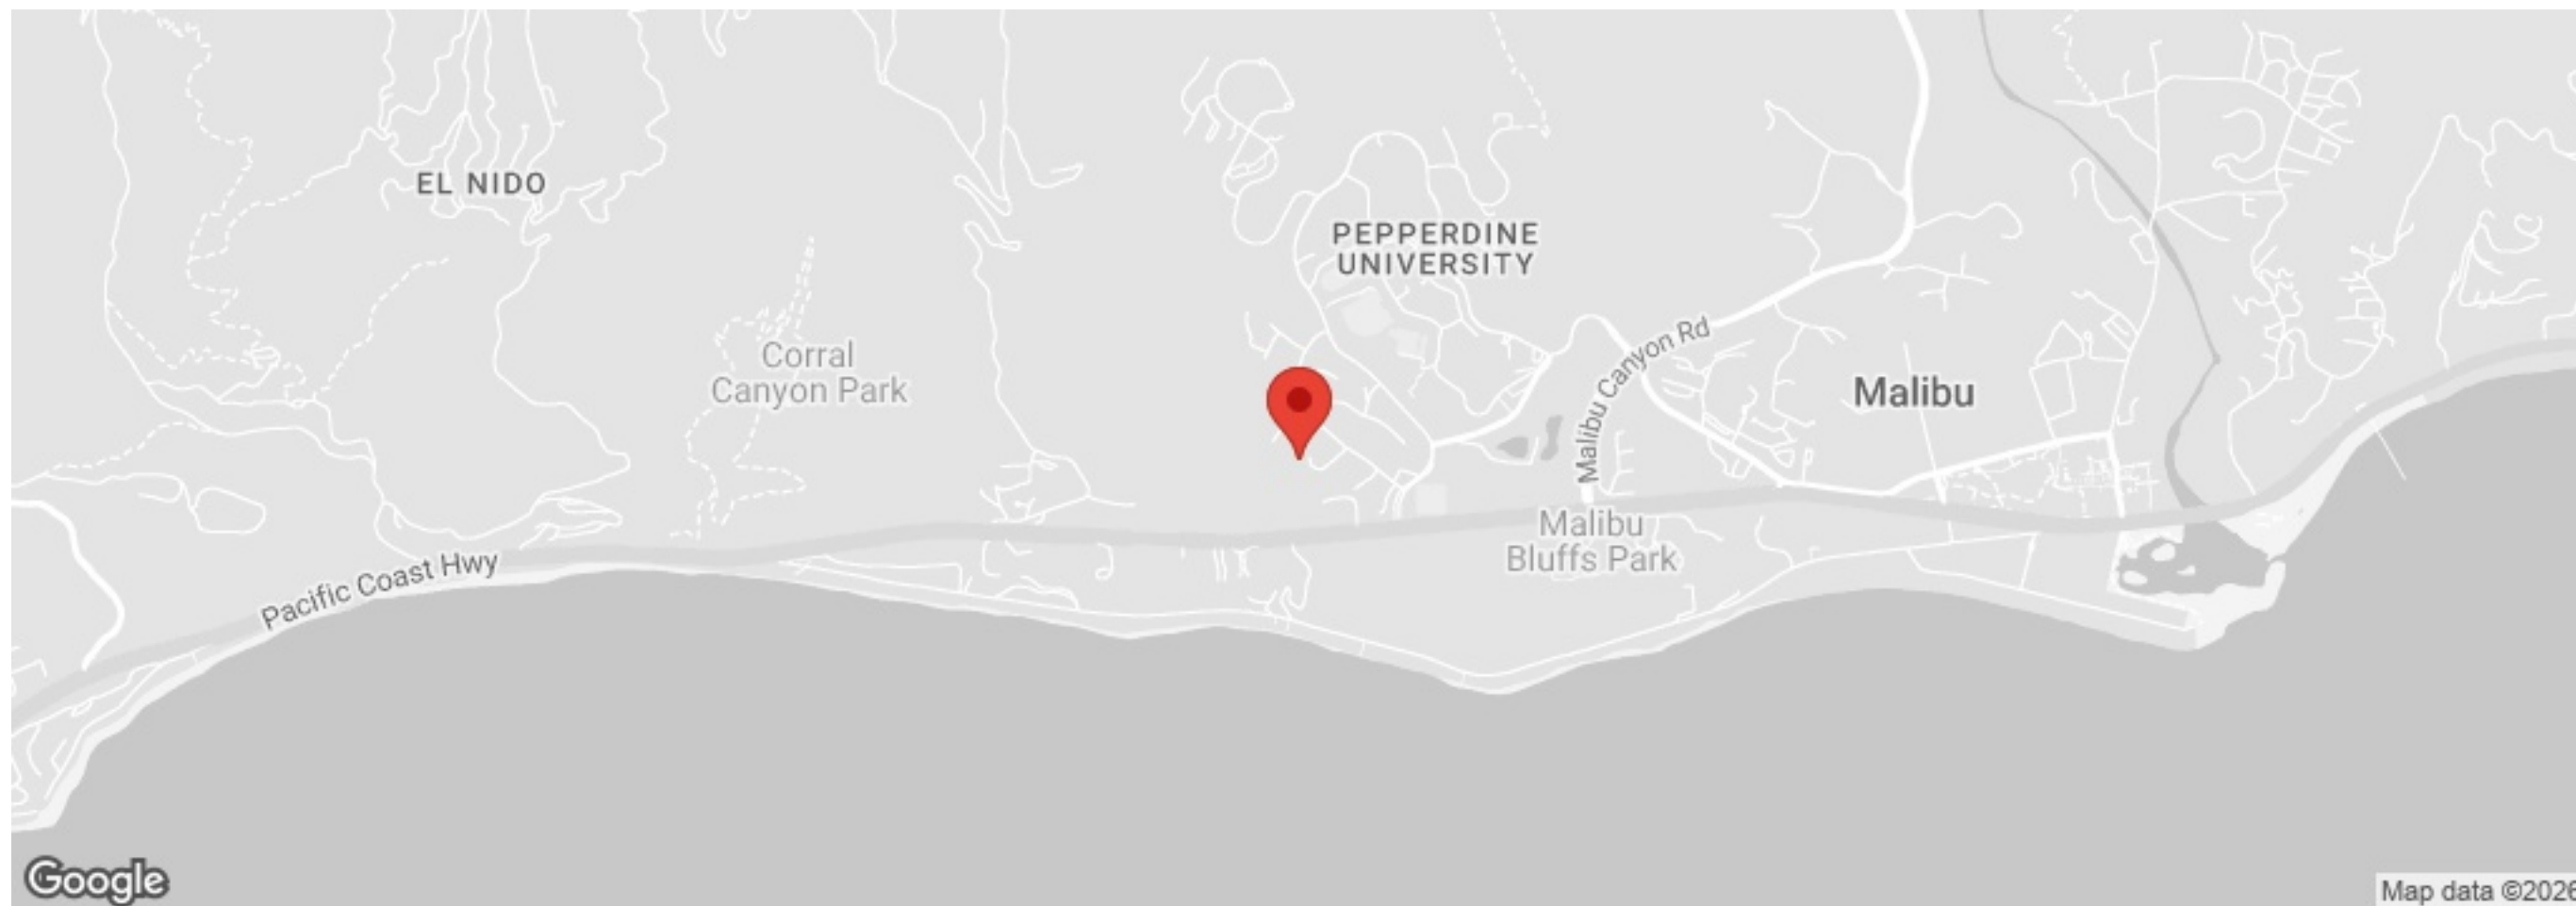 EL NIDO
PEPPERDINE
UNIVERSITY
Corral
Canyon Park
Malibu Canyon Rd
Malibu
Malibu
Bluffs Park
Pacific Coast Hwy
Google
Map data ©2026